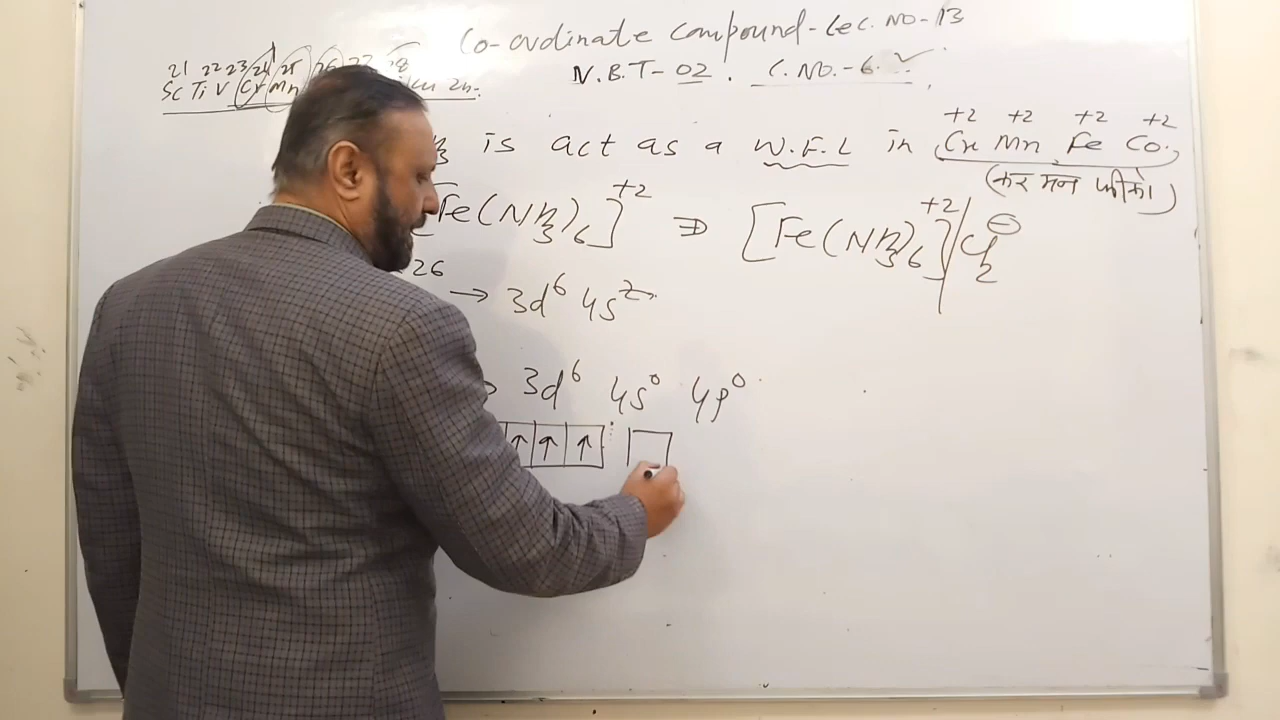 Co-ordinate compound - Lec. No-13
N.B.T-02. C.NO.-6.
21 22 23 24 25 26 27 28
Sc Ti V Cr Mn Zn.
is act as a W.F.L in Cr Mn Fe Co.
+2 +2 +2 +2
(कर मन फीको)
[Fe(NH3)6]+2 ⇒ [Fe(NH3)6]+2 Cl2⊖
26
→ 3d6 4s2
3d6 4s0 4p0
↑ ↑ ↑